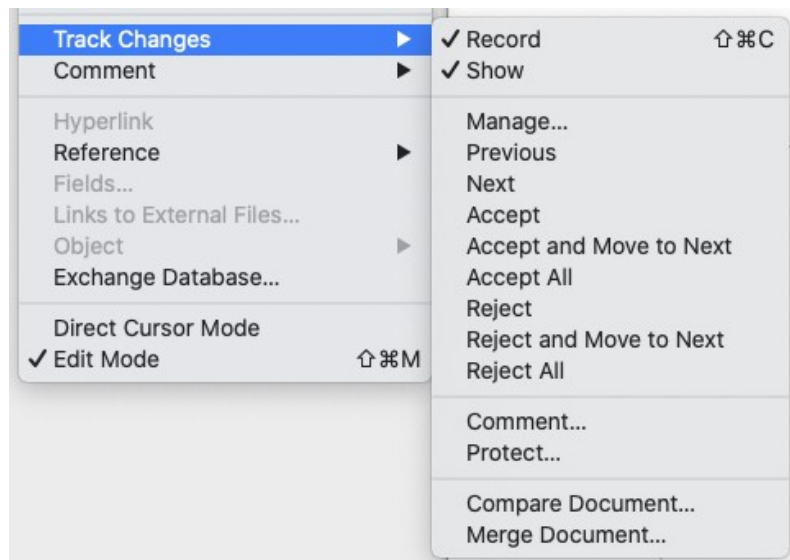 Track Changes ▶
Comment ▶
Hyperlink
Reference ▶
Fields...
Links to External Files...
Object ▶
Exchange Database...
Direct Cursor Mode
✓ Edit Mode ⇧⌘M
✓ Record ⇧⌘C
✓ Show
Manage...
Previous
Next
Accept
Accept and Move to Next
Accept All
Reject
Reject and Move to Next
Reject All
Comment...
Protect...
Compare Document...
Merge Document...